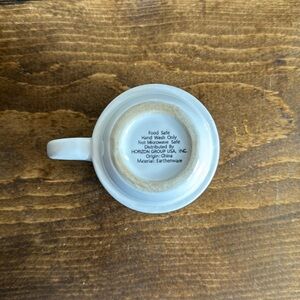 Food Safe
Hand Wash Only
Not Microwave Safe
Distributed By
HORIZON GROUP USA, INC.
Origin: China
Material: Earthenware